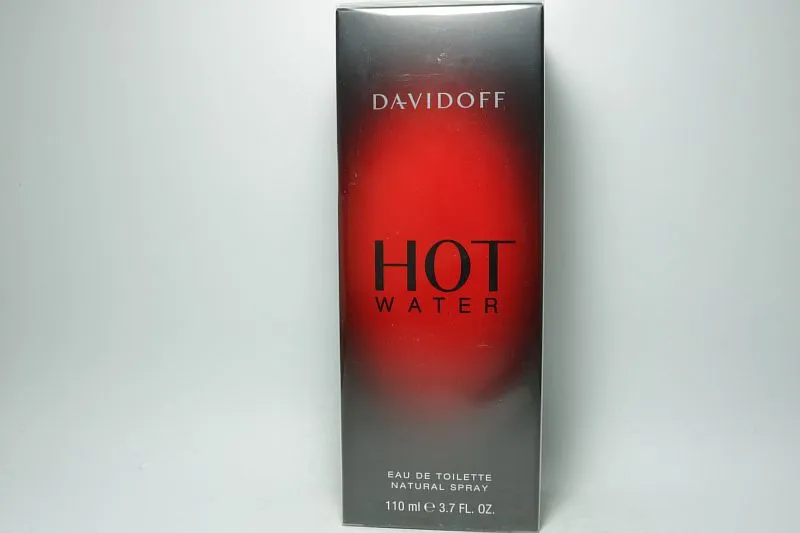 DAVIDOFF
HOT
WATER
EAU DE TOILETTE
NATURAL SPRAY
110 ml ℮ 3.7 FL. OZ.